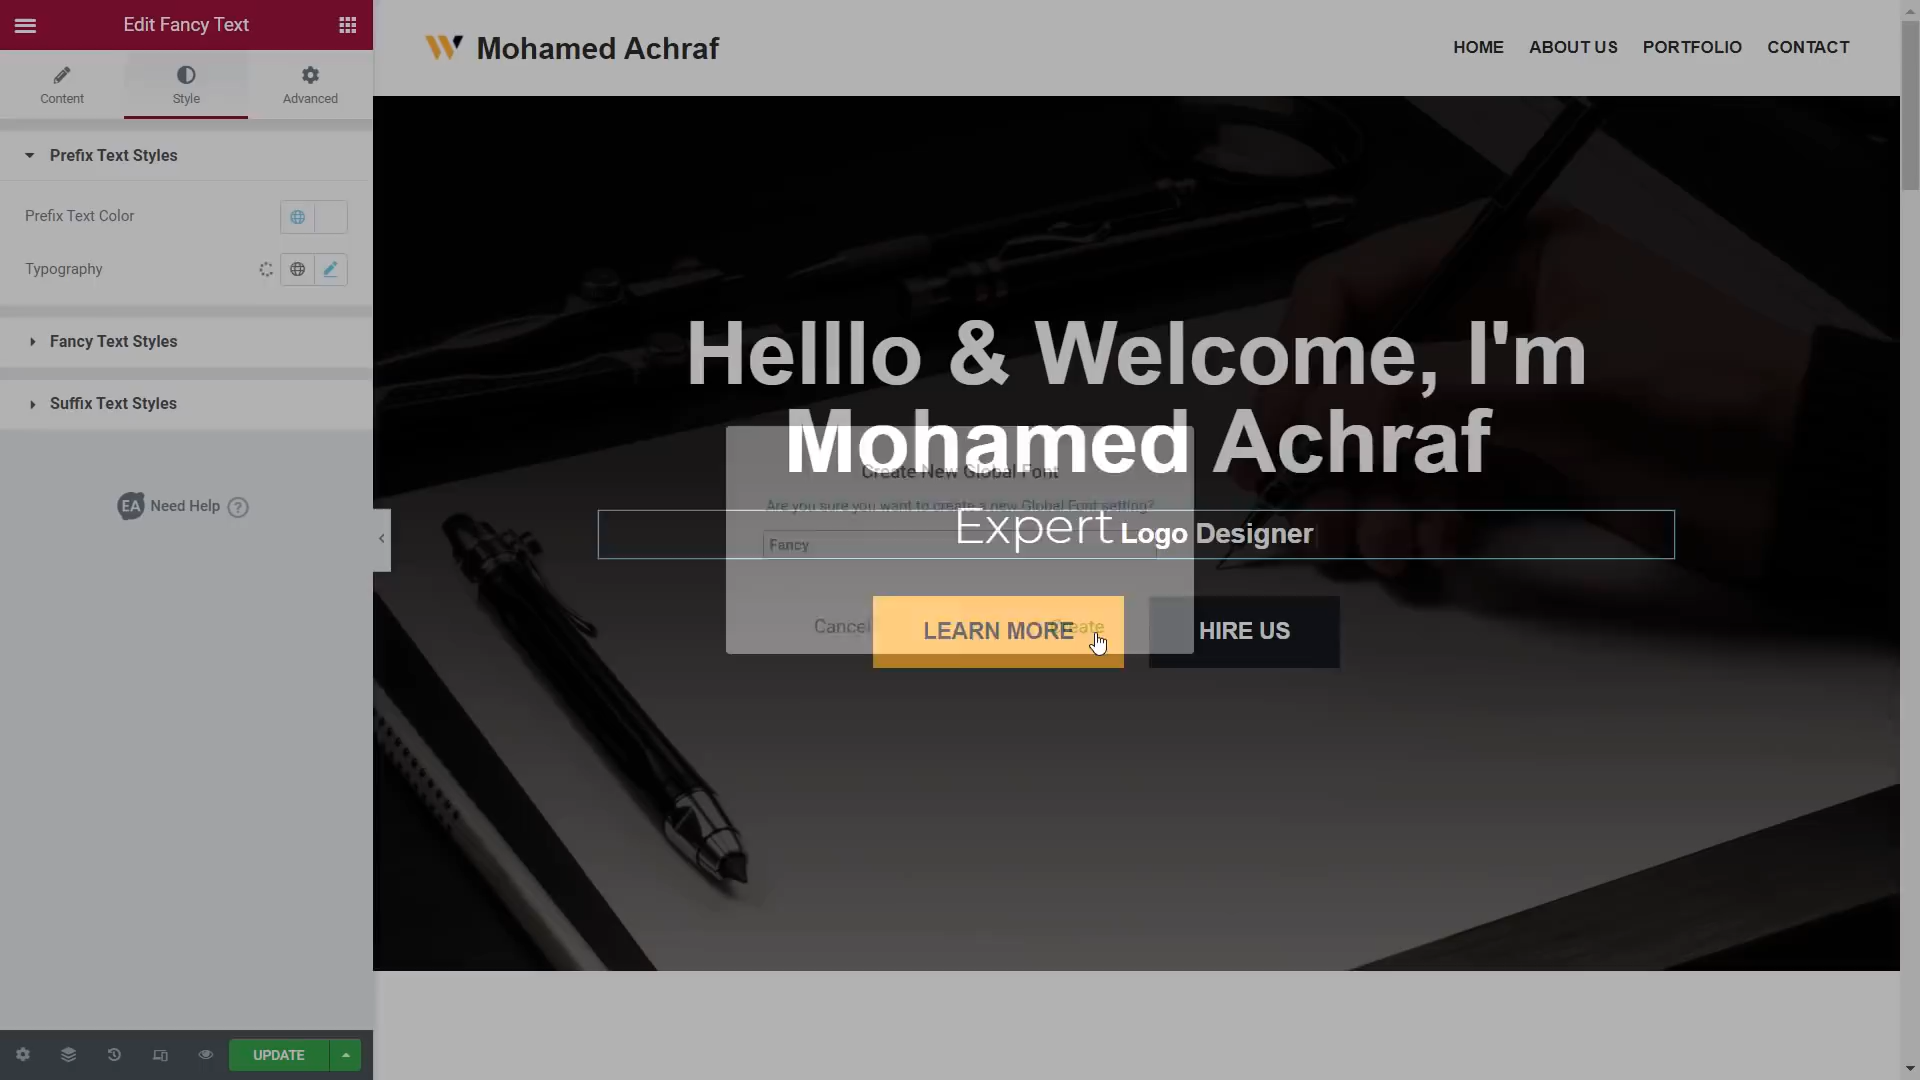 Edit Fancy Text
Content
Style
Advanced
Prefix Text Styles
Prefix Text Color
Typography
Fancy Text Styles
Suffix Text Styles
EA Need Help ?
UPDATE
Mohamed Achraf
HOME ABOUT US PORTFOLIO CONTACT
Helllo & Welcome, I'm
Mohamed Achraf
Create New Global Font
Are you sure you want to create a new Global Font setting?
Expert Logo Designer
Fancy
Cancel
Create
LEARN MORE
HIRE US